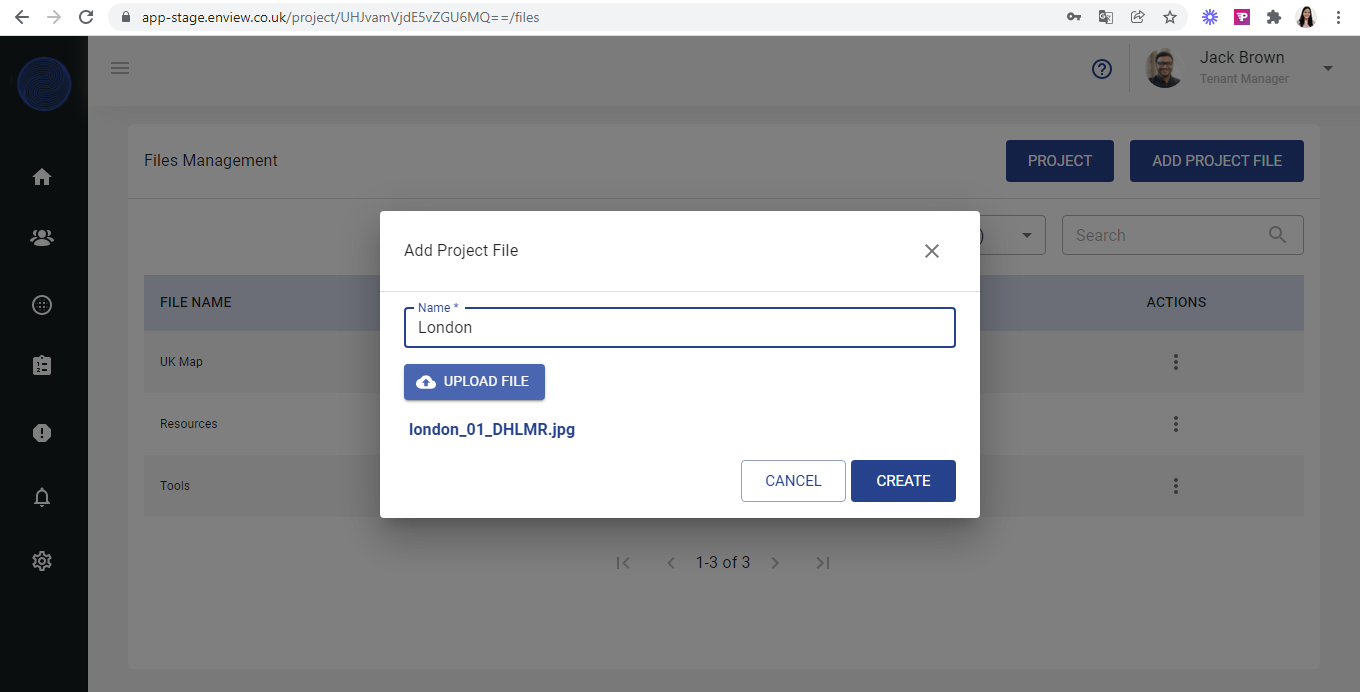 app-stage.enview.co.uk/project/UHJvamVjdE5vZGU6MQ==/files
Jack Brown
Tenant Manager
Files Management
PROJECT
ADD PROJECT FILE
)
Search
FILE NAME
ACTIONS
UK Map
Resources
Tools
1-3 of 3
Add Project File
Name *
London
UPLOAD FILE
london_01_DHLMR.jpg
CANCEL
CREATE